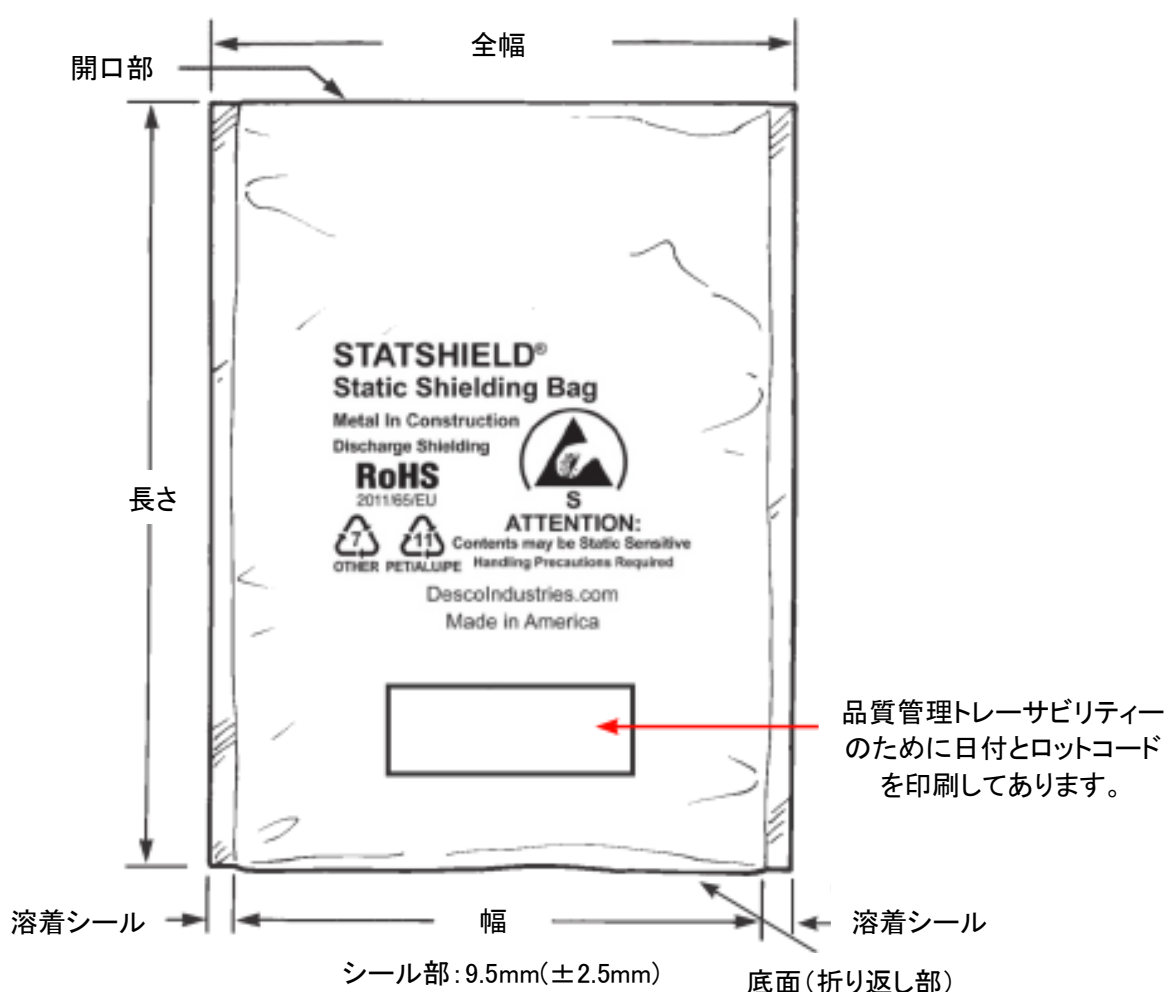 全幅
開口部
STATSHIELD®
Static Shielding Bag
Metal In Construction
Discharge Shielding
RoHS
2011/65/EU
S
ATTENTION:
Contents may be Static Sensitive
Handling Precautions Required
7
11
OTHER PET/ALU/PE
DescoIndustries.com
Made in America
長さ
品質管理トレーサビリティー
のために日付とロットコード
を印刷してあります。
溶着シール
幅
溶着シール
シール部:9.5mm(±2.5mm)
底面(折り返し部)